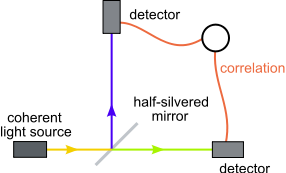 detector
correlation
half-silvered
mirror
coherent
light source
detector